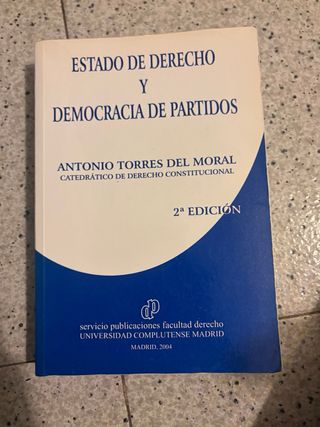 ESTADO DE DERECHO
Y
DEMOCRACIA DE PARTIDOS
ANTONIO TORRES DEL MORAL
CATEDRÁTICO DE DERECHO CONSTITUCIONAL
2ª EDICIÓN
dp
servicio publicaciones facultad derecho
UNIVERSIDAD COMPLUTENSE MADRID
MADRID, 2004